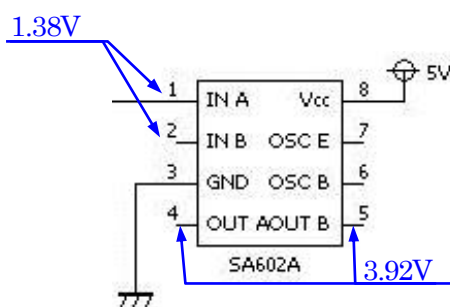 1.38V
5V
1 IN A Vcc 8
2 IN B OSC E 7
3 GND OSC B 6
4 OUT A OUT B 5
SA602A
3.92V